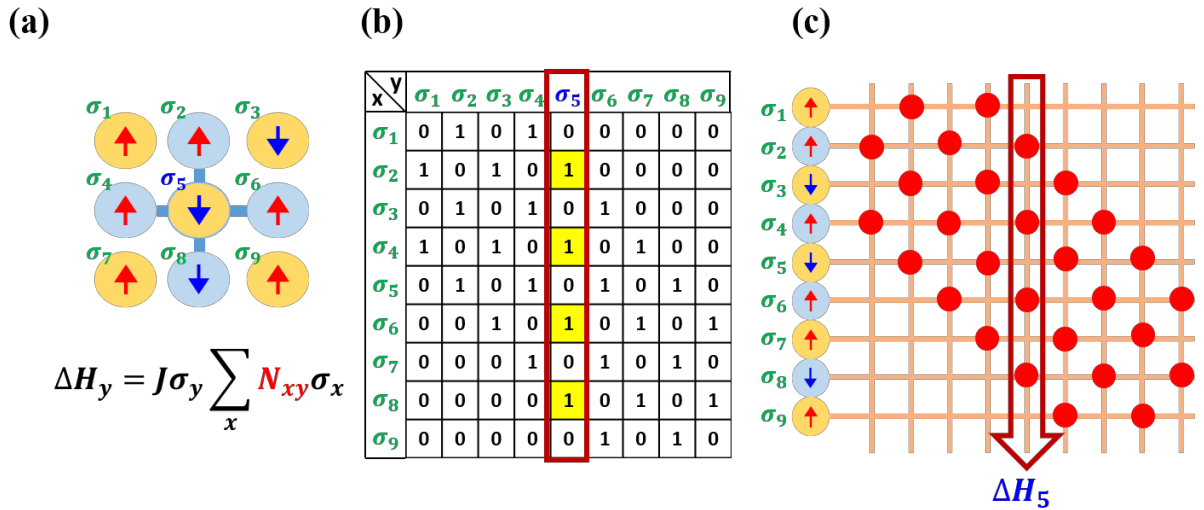 (a)
σ₁ σ₂ σ₃
σ₄ σ₅ σ₆
σ₇ σ₈ σ₉
ΔH_y = Jσ_y ∑_x N_xy σ_x
(b)
x y σ₁ σ₂ σ₃ σ₄ σ₅ σ₆ σ₇ σ₈ σ₉
σ₁ 0 1 0 1 0 0 0 0 0
σ₂ 1 0 1 0 1 0 0 0 0
σ₃ 0 1 0 1 0 1 0 0 0
σ₄ 1 0 1 0 1 0 1 0 0
σ₅ 0 1 0 1 0 1 0 1 0
σ₆ 0 0 1 0 1 0 1 0 1
σ₇ 0 0 0 1 0 1 0 1 0
σ₈ 0 0 0 0 1 0 1 0 1
σ₉ 0 0 0 0 0 1 0 1 0
(c)
σ₁
σ₂
σ₃
σ₄
σ₅
σ₆
σ₇
σ₈
σ₉
ΔH₅